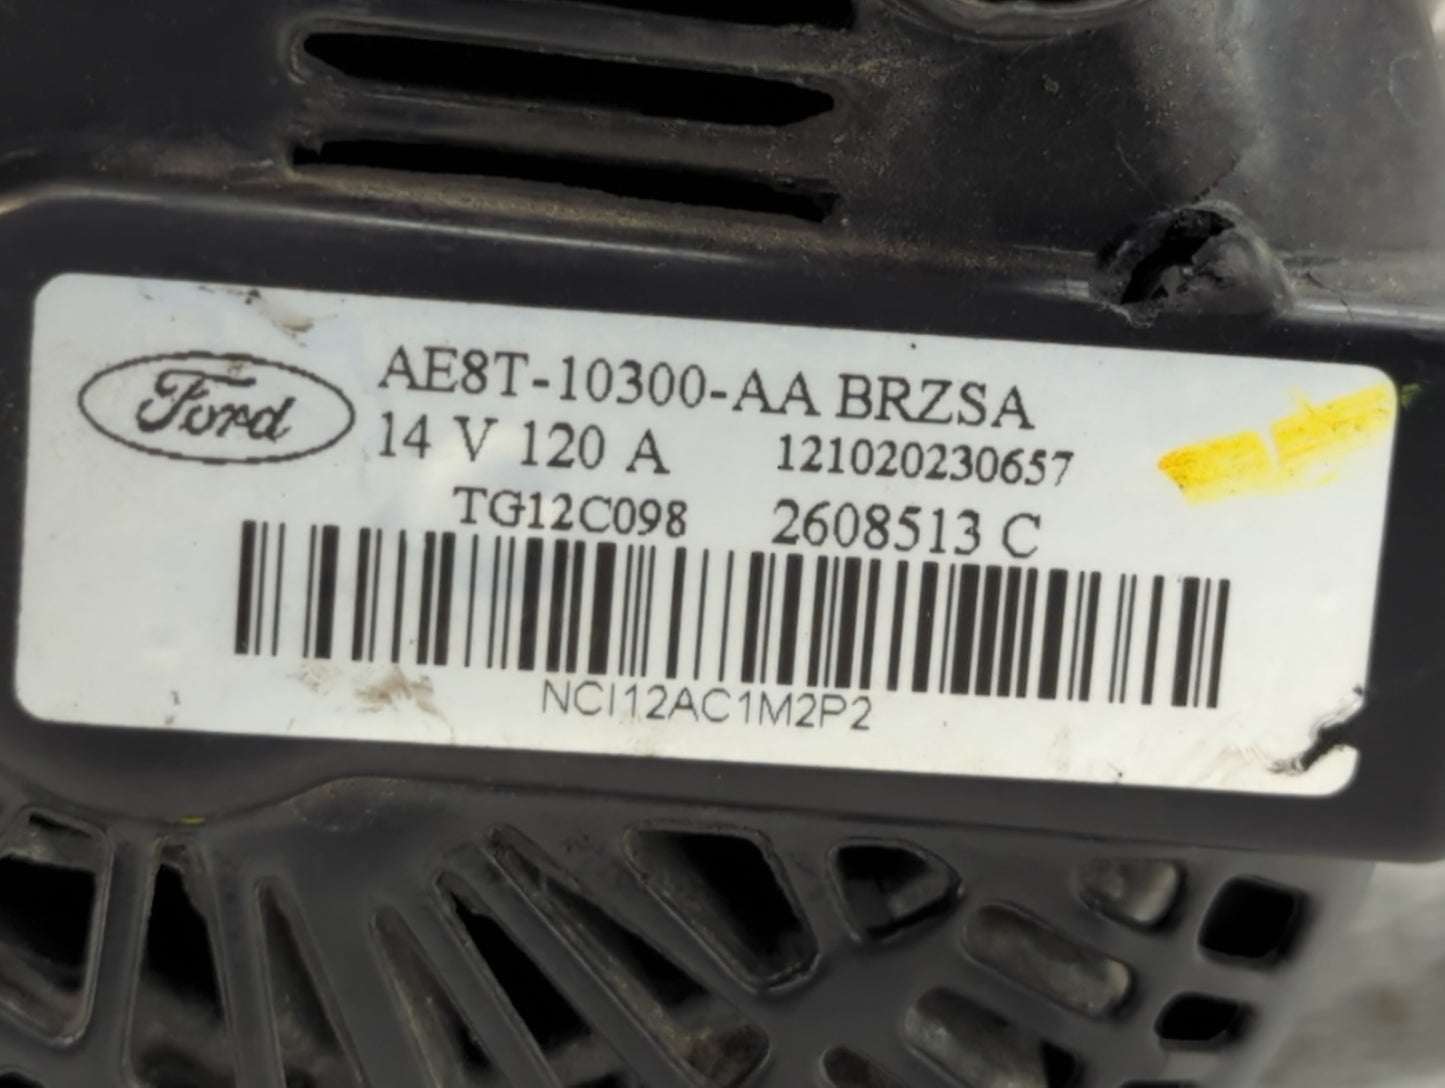 Ford
AE8T-10300-AA BRZSA
14 V 120 A 121020230657
TG12C098 2608513 C
NCI12AC1M2P2